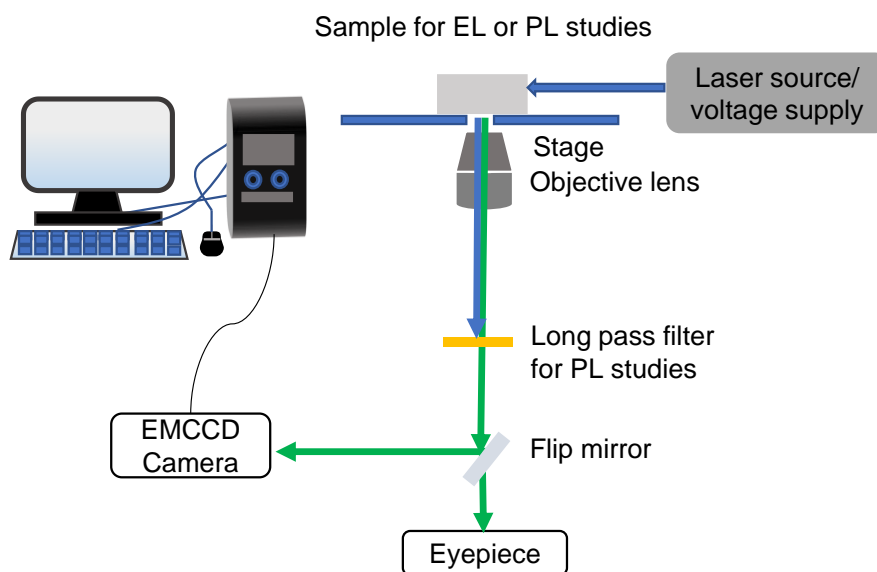 Sample for EL or PL studies
Laser source/
voltage supply
Stage
Objective lens
Long pass filter
for PL studies
EMCCD
Camera
Flip mirror
Eyepiece